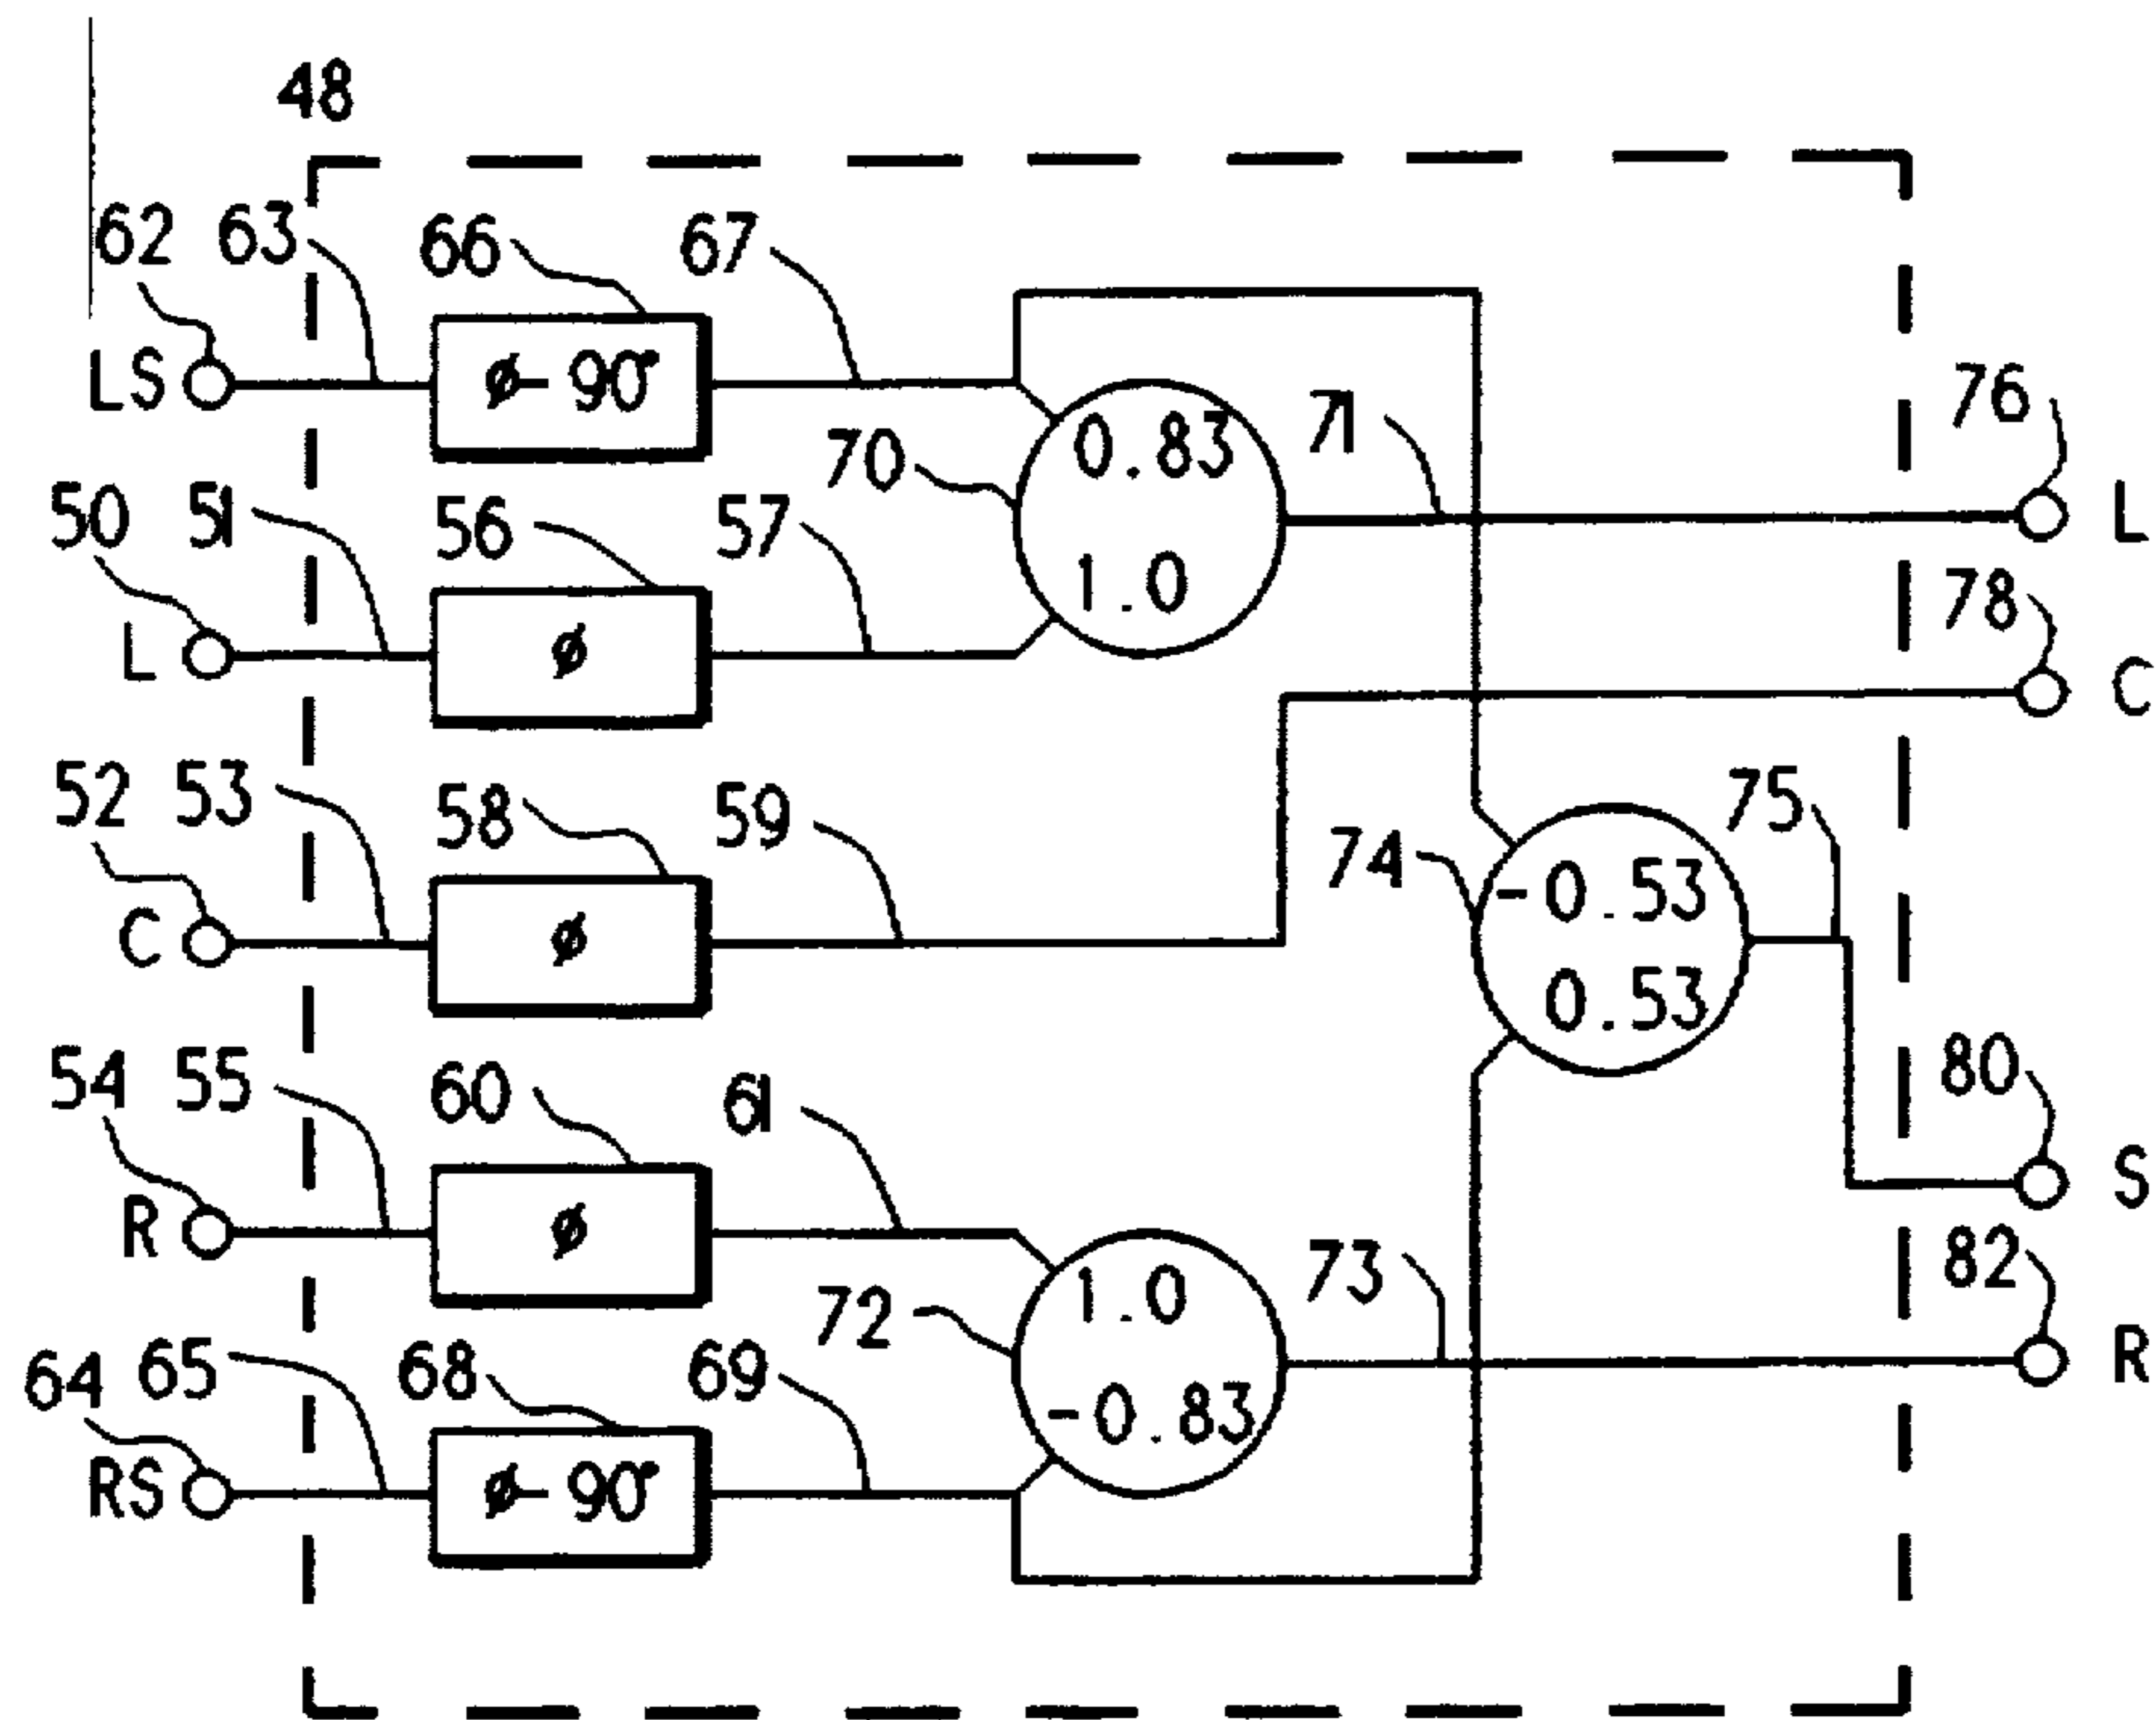 48
62 63 66 67
LS ø- 90° 0.83 71 76
70
50 51 56 57 L
L ø 1.0 78
C
52 53 58 59 75
74 -0.53
C ø 0.53
54 55 60 61 80
R ø 1.0 S
72 73 82
64 65 68 69 -0.83 R
RS ø- 90°